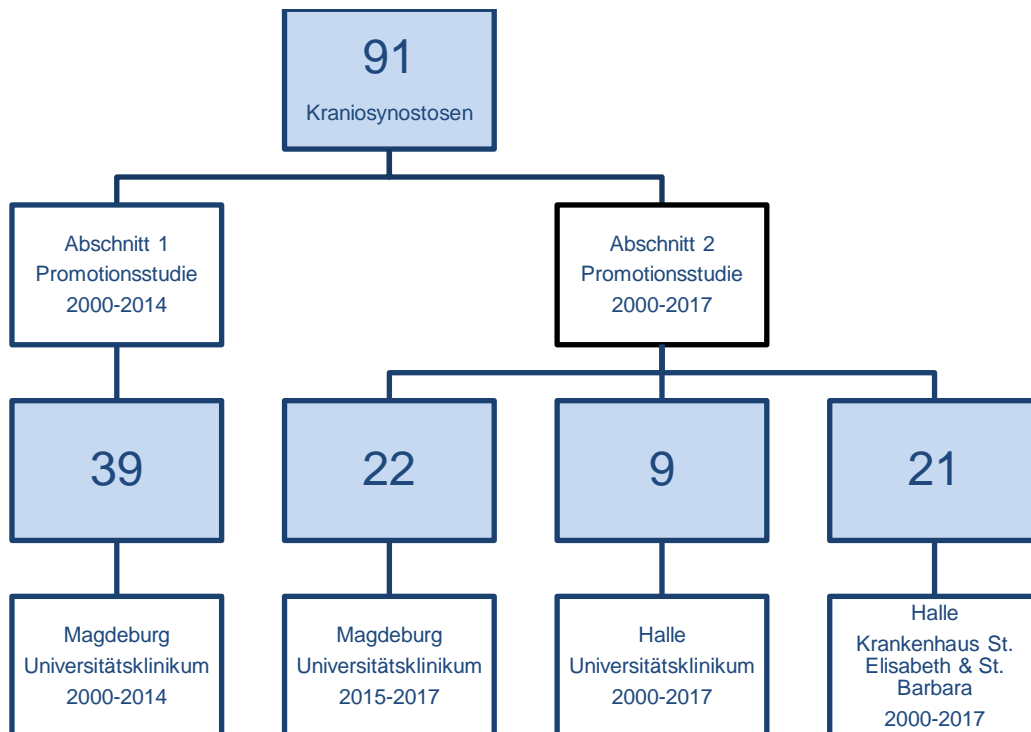 91
Kraniosynostosen
Abschnitt 1
Promotionsstudie
2000-2014
Abschnitt 2
Promotionsstudie
2000-2017
39
22
9
21
Magdeburg
Universitätsklinikum
2000-2014
Magdeburg
Universitätsklinikum
2015-2017
Halle
Universitätsklinikum
2000-2017
Halle
Krankenhaus St.
Elisabeth & St.
Barbara
2000-2017